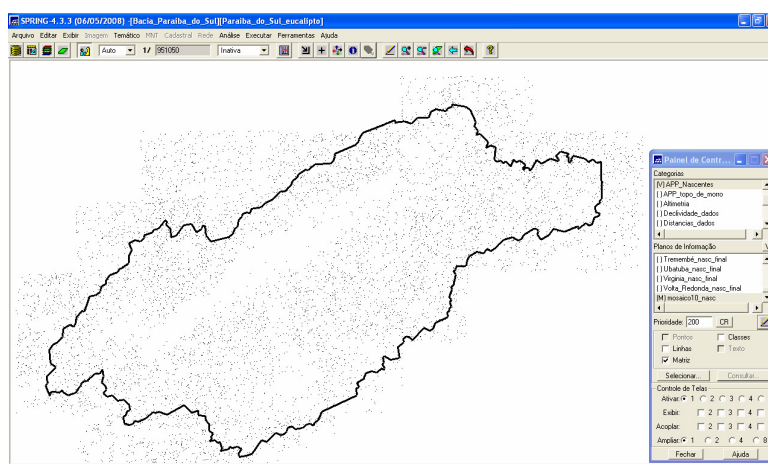 SPRING-4.3.3 (06/05/2008) -[Bacia_Paraiba_do_Sul][Paraiba_do_Sul_eucalipto]
Arquivo Editar Exibir Imagem Temático MNT Cadastral Rede Análise Executar Ferramentas Ajuda
Auto 1/ 951050 Inativa
Painel de Contr...
Categorias
(V) APP_Nascentes
( ) APP_topo_de_morro
( ) Altimetria
( ) Declividade_dados
( ) Distancias_dados
Planos de Informação
( ) Tremembé_nasc_final
( ) Ubatuba_nasc_final
( ) Virginia_nasc_final
( ) Volta_Redonda_nasc_final
(M) mosaico10_nasc
Prioridade: 200 CR
Pontos Classes
Linhas Texto
Matriz
Selecionar... Consultar...
Controle de Telas
Ativar: 1 2 3 4
Exibir: 2 3 4
Acoplar: 2 3 4
Ampliar: 1 2 4 8
Fechar Ajuda